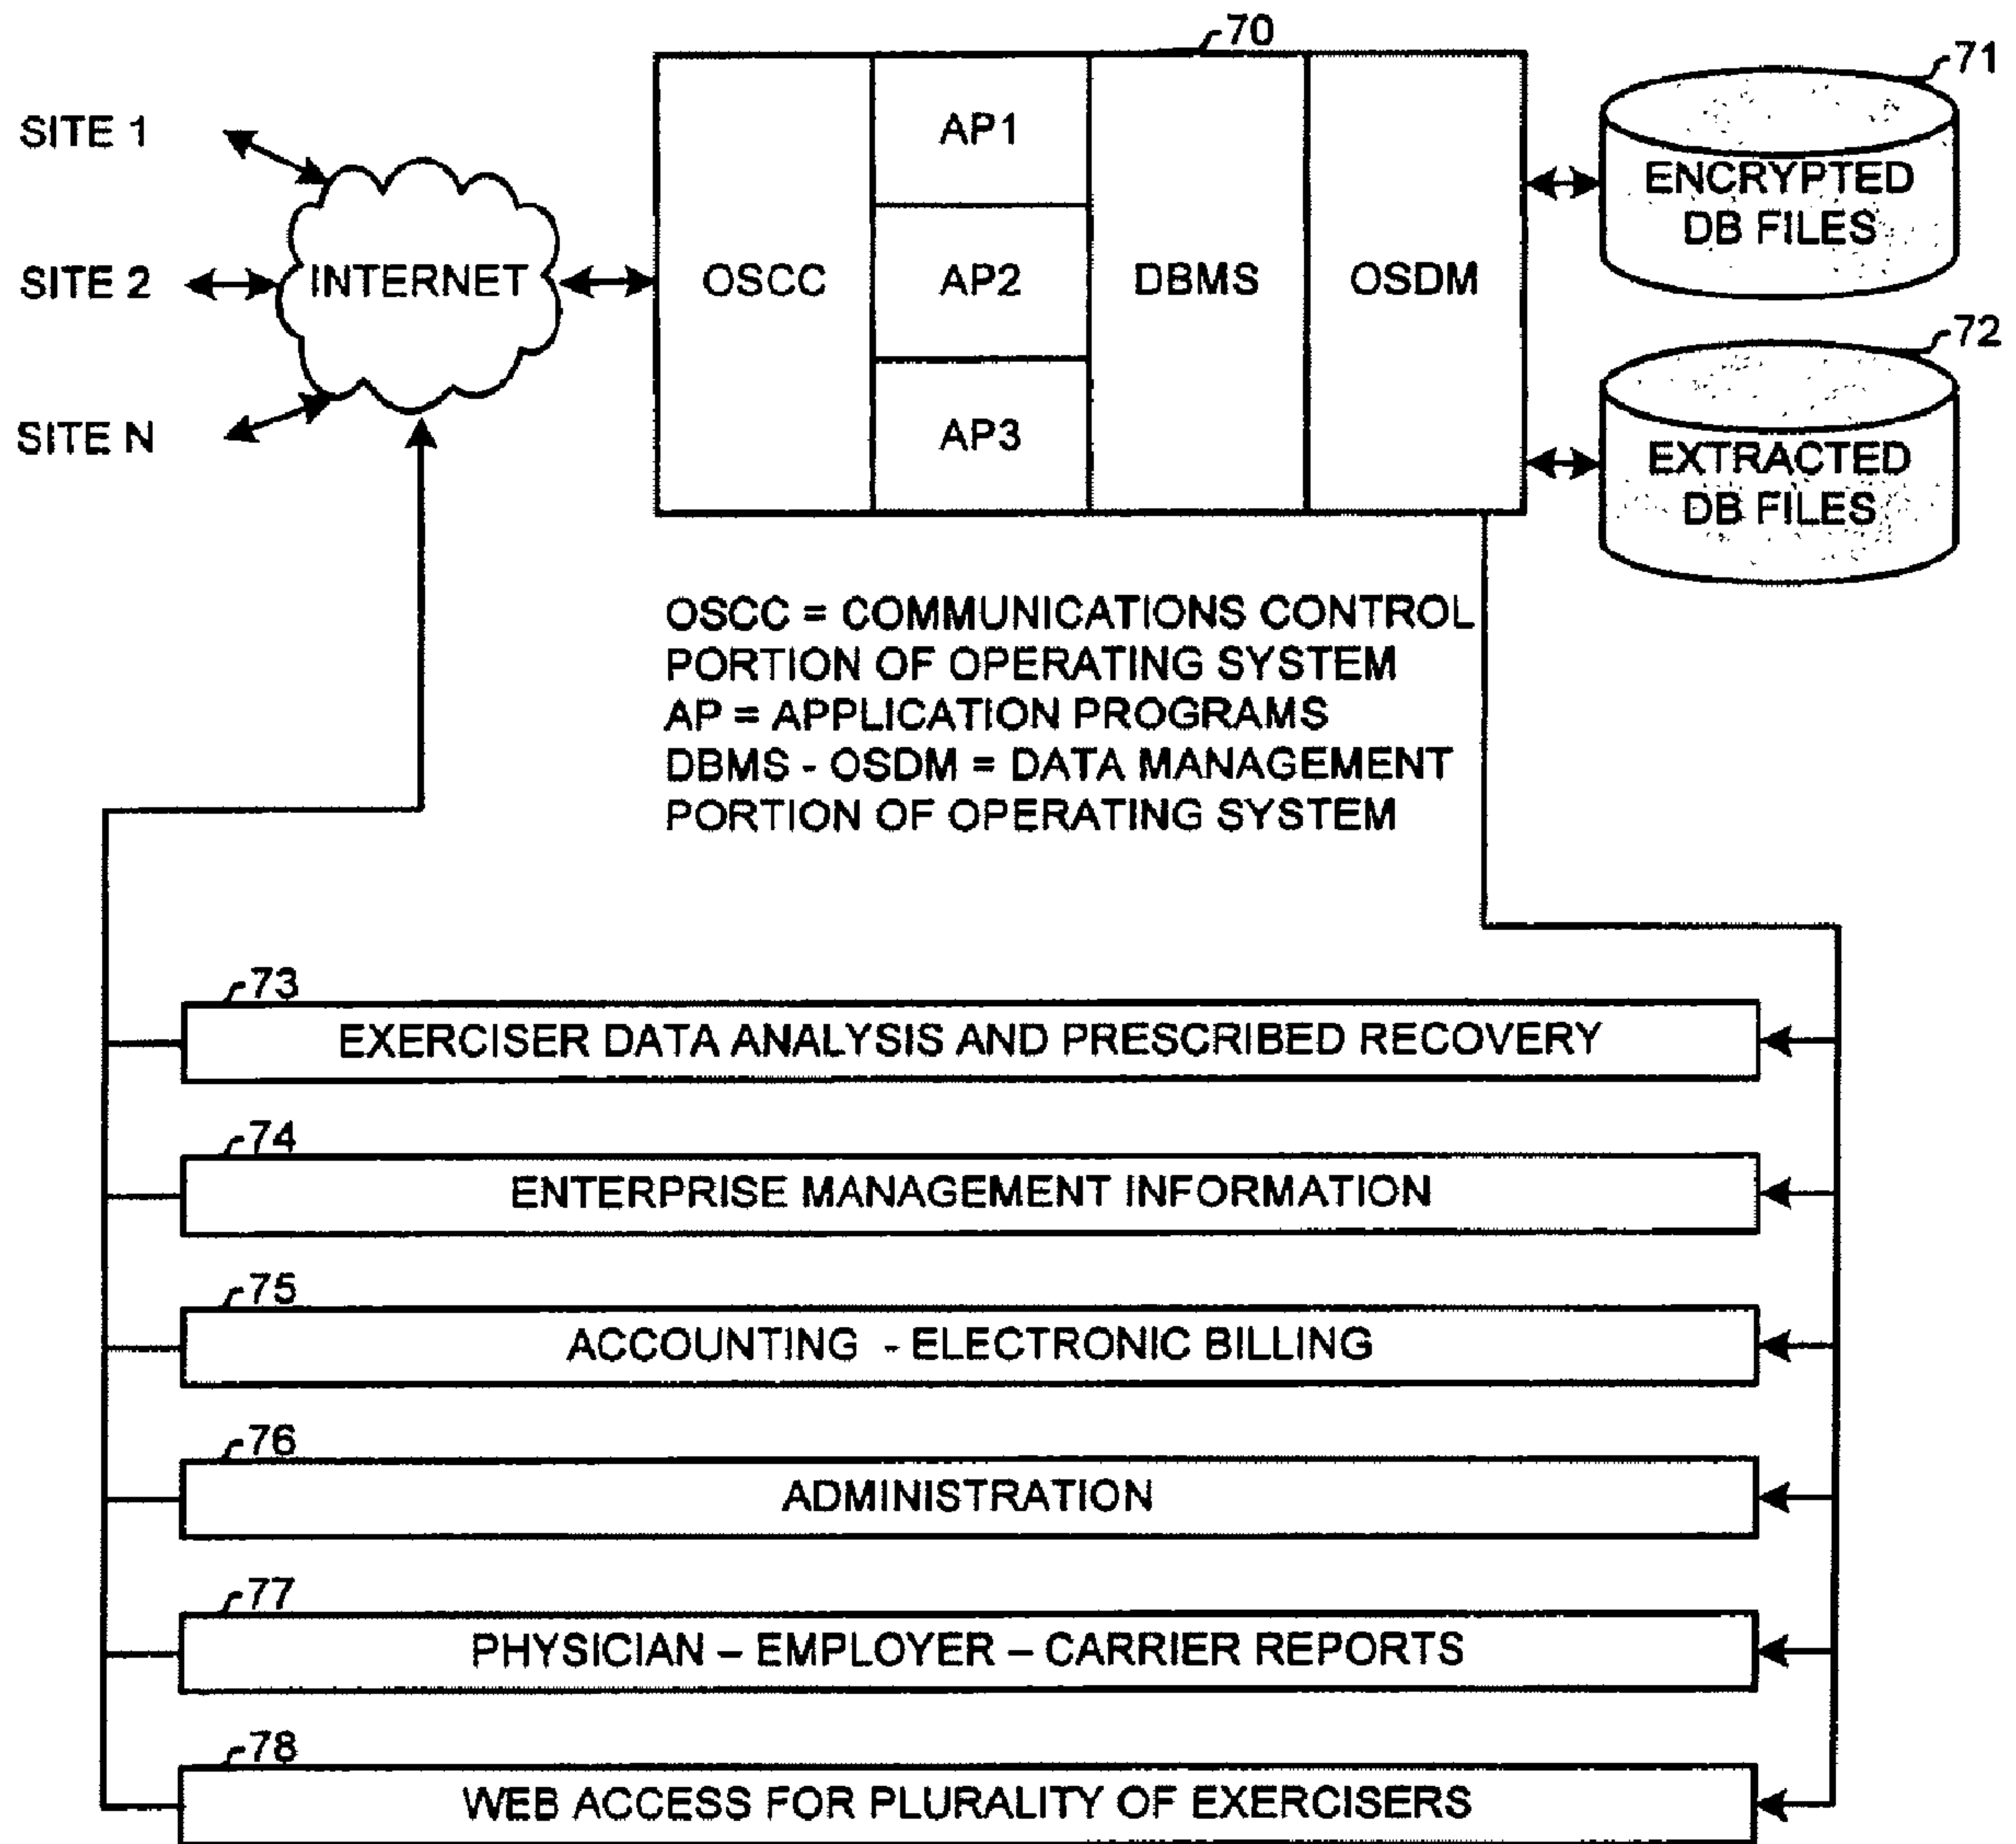 70
71
SITE 1
SITE 2
SITE N
INTERNET
OSCC
AP1
AP2
AP3
DBMS
OSDM
ENCRYPTED
DB FILES
72
EXTRACTED
DB FILES
OSCC = COMMUNICATIONS CONTROL
PORTION OF OPERATING SYSTEM
AP = APPLICATION PROGRAMS
DBMS - OSDM = DATA MANAGEMENT
PORTION OF OPERATING SYSTEM
73
EXERCISER DATA ANALYSIS AND PRESCRIBED RECOVERY
74
ENTERPRISE MANAGEMENT INFORMATION
75
ACCOUNTING - ELECTRONIC BILLING
76
ADMINISTRATION
77
PHYSICIAN – EMPLOYER – CARRIER REPORTS
78
WEB ACCESS FOR PLURALITY OF EXERCISERS